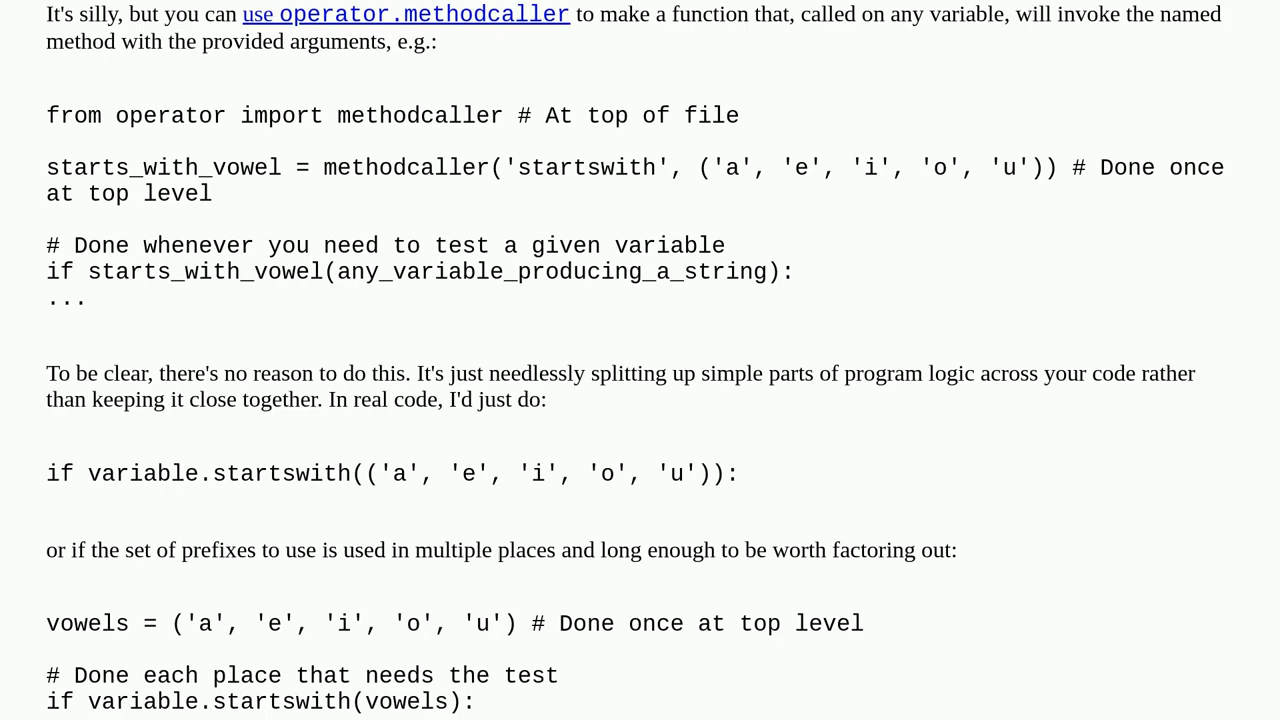 It's silly, but you can use operator.methodcaller to make a function that, called on any variable, will invoke the named
method with the provided arguments, e.g.:
from operator import methodcaller # At top of file
starts_with_vowel = methodcaller('startswith', ('a', 'e', 'i', 'o', 'u')) # Done once
at top level
# Done whenever you need to test a given variable
if starts_with_vowel(any_variable_producing_a_string):
...
To be clear, there's no reason to do this. It's just needlessly splitting up simple parts of program logic across your code rather
than keeping it close together. In real code, I'd just do:
if variable.startswith(('a', 'e', 'i', 'o', 'u')):
or if the set of prefixes to use is used in multiple places and long enough to be worth factoring out:
vowels = ('a', 'e', 'i', 'o', 'u') # Done once at top level
# Done each place that needs the test
if variable.startswith(vowels):